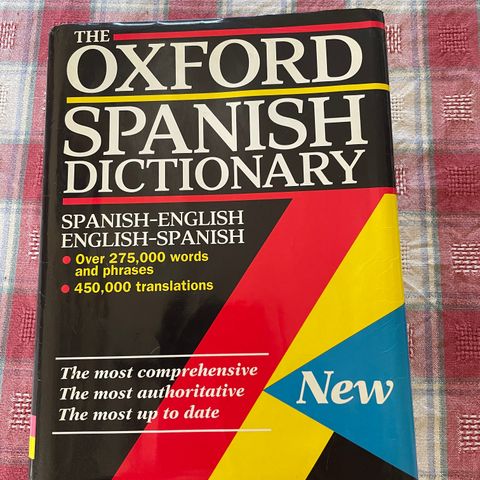 THE
OXFORD
SPANISH
DICTIONARY
SPANISH-ENGLISH
ENGLISH-SPANISH
• Over 275,000 words
and phrases
• 450,000 translations
The most comprehensive
The most authoritative
The most up to date
New